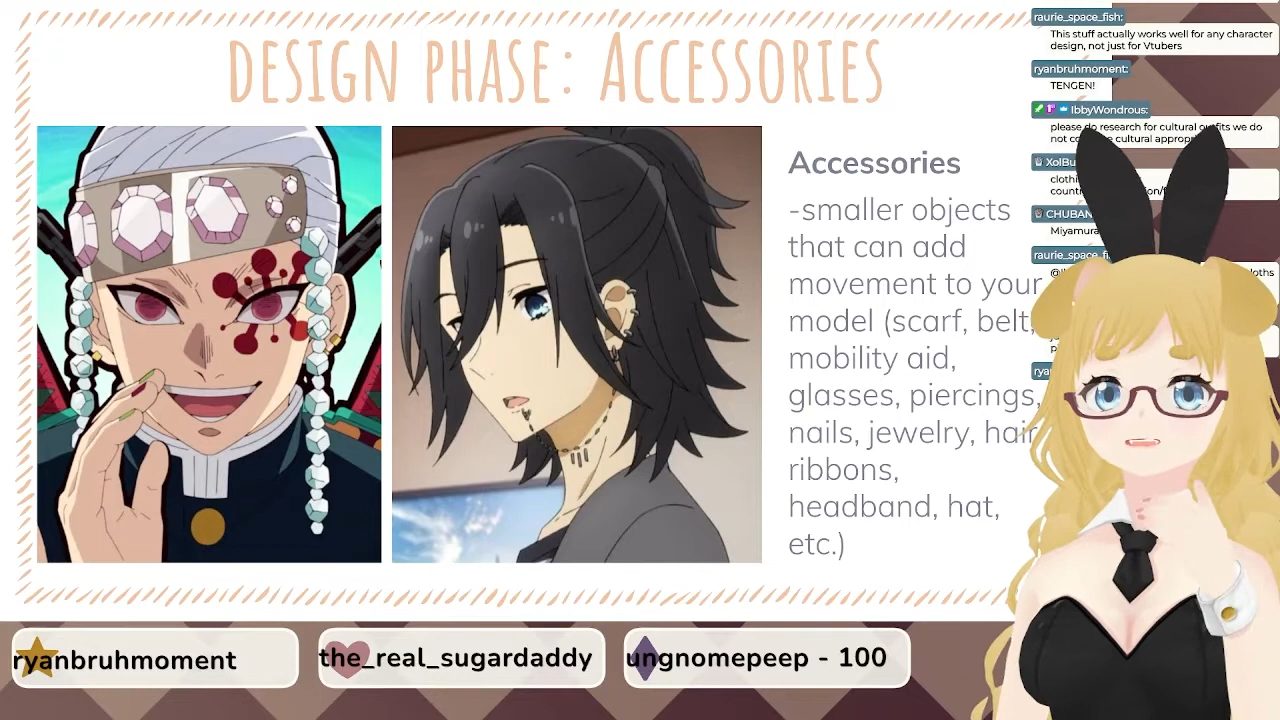 DESIGN PHASE: ACCESSORIES
Accessories
-smaller objects
that can add
movement to your
model (scarf, belt,
mobility aid,
glasses, piercings,
nails, jewelry, hair
ribbons,
headband, hat,
etc.)
raurie_space_fish:
This stuff actually works well for any character
design, not just for Vtubers
ryanbruhmoment:
TENGEN!
IbbyWondrous:
please do research for cultural outfits we do
not cultural
ryanbruhmoment
the_real_sugardaddy
ungnomepeep - 100